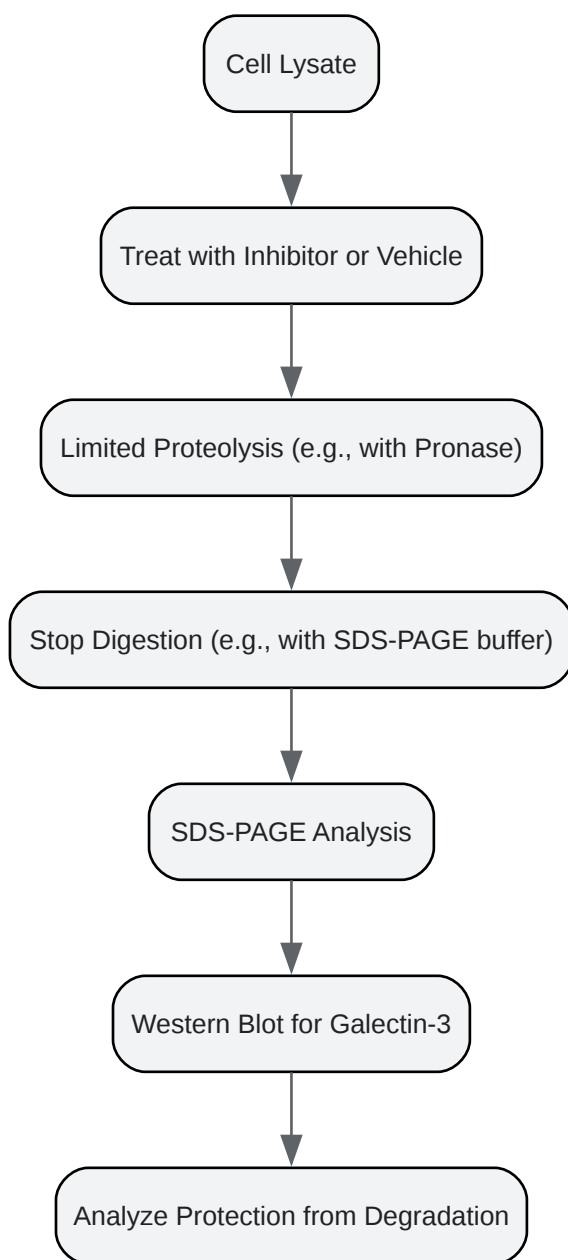 Cell Lysate
Treat with Inhibitor or Vehicle
Limited Proteolysis (e.g., with Pronase)
Stop Digestion (e.g., with SDS-PAGE buffer)
SDS-PAGE Analysis
Western Blot for Galectin-3
Analyze Protection from Degradation